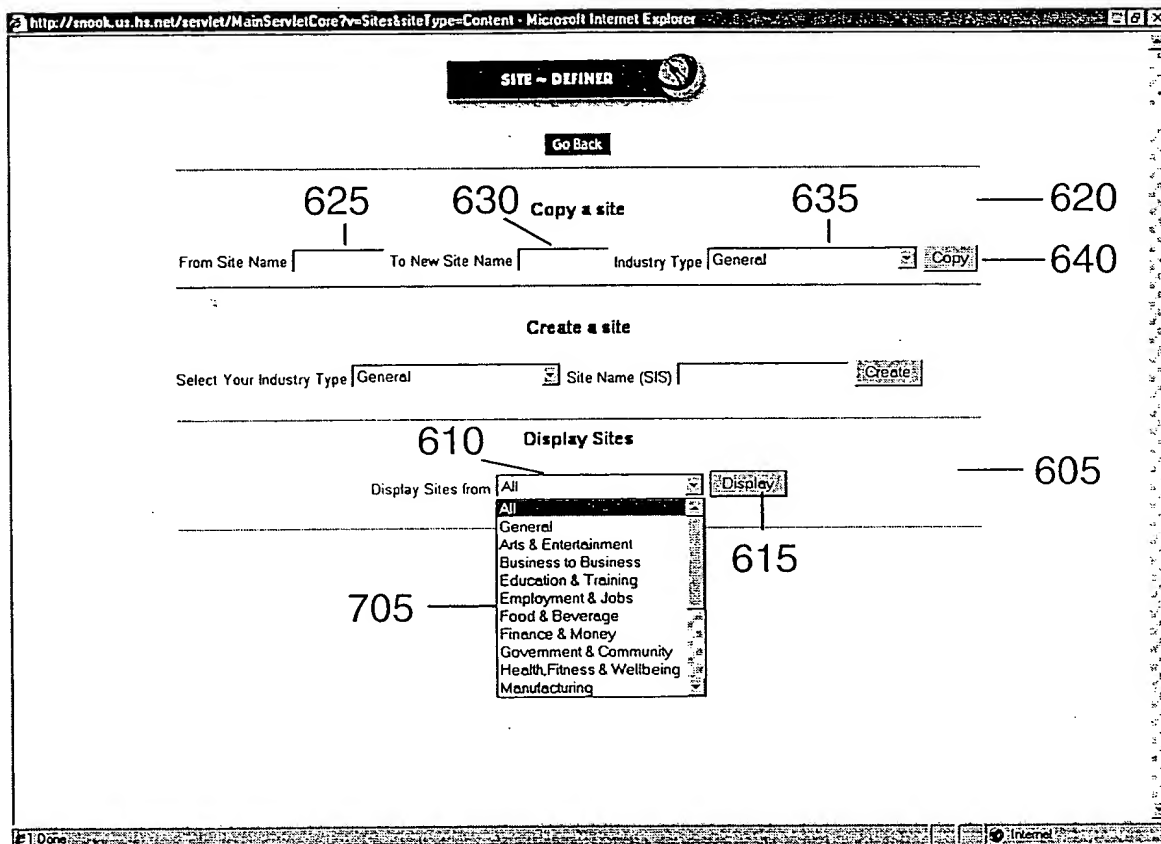 http://snook.us.hs.net/servlet/MainServletCore?v=Sites&siteType=Content - Microsoft Internet Explorer
SITE ~ DEFINER
Go Back
625 630 Copy a site 635 620
From Site Name To New Site Name Industry Type General Copy 640
Create a site
Select Your Industry Type General Site Name (SIS) Create
610 Display Sites
605
Display Sites from All Display
All
General
Arts & Entertainment
615
Business to Business
Education & Training
Employment & Jobs
705
Food & Beverage
Finance & Money
Government & Community
Health,Fitness & Wellbeing
Manufacturing
Done Internet